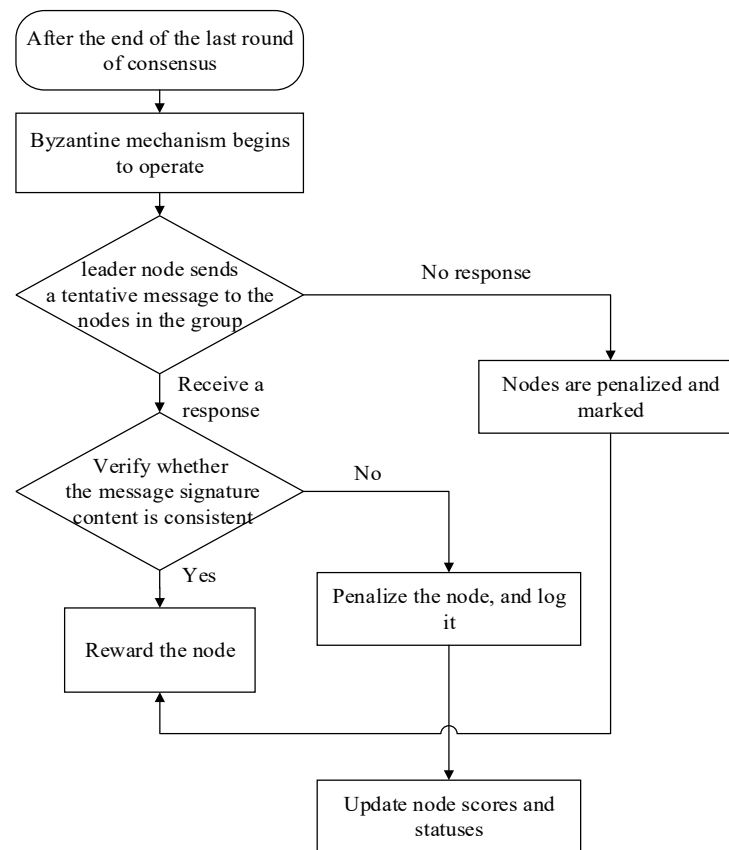 After the end of the last round
of consensus
Byzantine mechanism begins
to operate
leader node sends
a tentative message to the
nodes in the group
No response
Receive a
response
Nodes are penalized and
marked
Verify whether
the message signature
content is consistent
No
Yes
Penalize the node, and log
it
Reward the node
Update node scores and
statuses